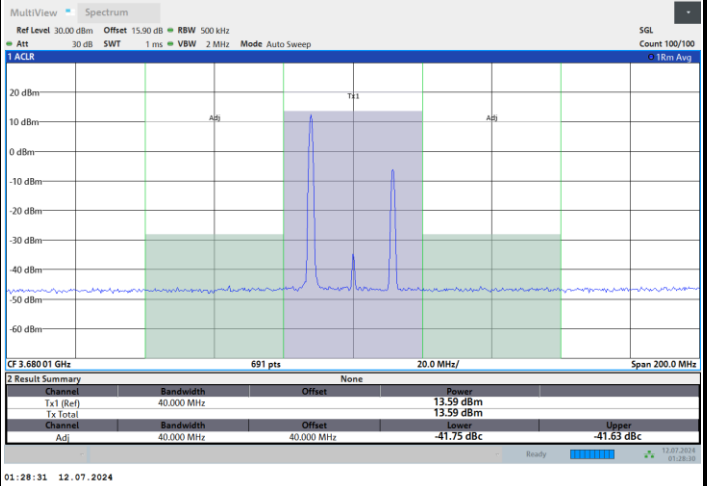 MultiView Spectrum
Ref Level 30.00 dBm Offset 15.90 dB RBW 500 kHz SGL
Att 30 dB SWT 1 ms VBW 2 MHz Mode Auto Sweep Count 100/100
1 ACLR 1Rm Avg
20 dBm
Tx1
10 dBm
Adj Adj
0 dBm
-10 dBm
-20 dBm
-30 dBm
-40 dBm
-50 dBm
-60 dBm
CF 3.680 01 GHz 691 pts 20.0 MHz/ Span 200.0 MHz
2 Result Summary None
Channel Bandwidth Offset Power
Tx1 (Ref) 40.000 MHz 13.59 dBm
Tx Total 13.59 dBm
Channel Bandwidth Offset Lower Upper
Adj 40.000 MHz 40.000 MHz -41.75 dBc -41.63 dBc
Ready 12.07.2024
01:28:30
01:28:31 12.07.2024